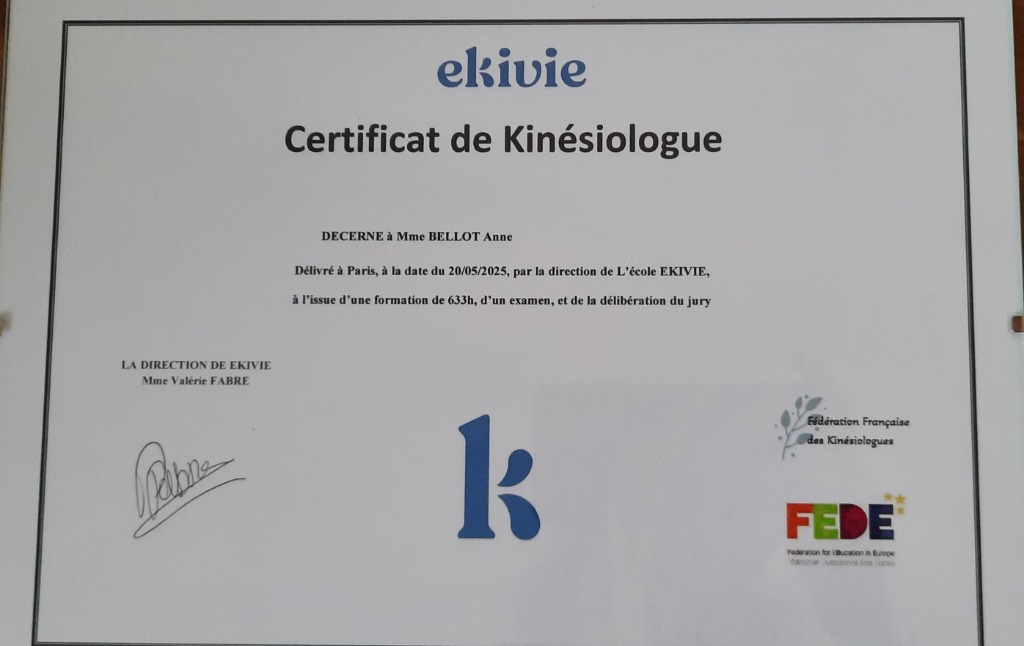 ekivie
Certificat de Kinésiologue
DECERNE à Mme BELLOT Anne
Délivré à Paris, à la date du 20/05/2025, par la direction de L'école EKIVIE,
à l'issue d'une formation de 633h, d'un examen, et de la délibération du jury
LA DIRECTION DE EKIVIE
Mme Valérie FABRE
k
Fédération Française
des Kinésiologues
FEDE
Federation for EDucation in Europe